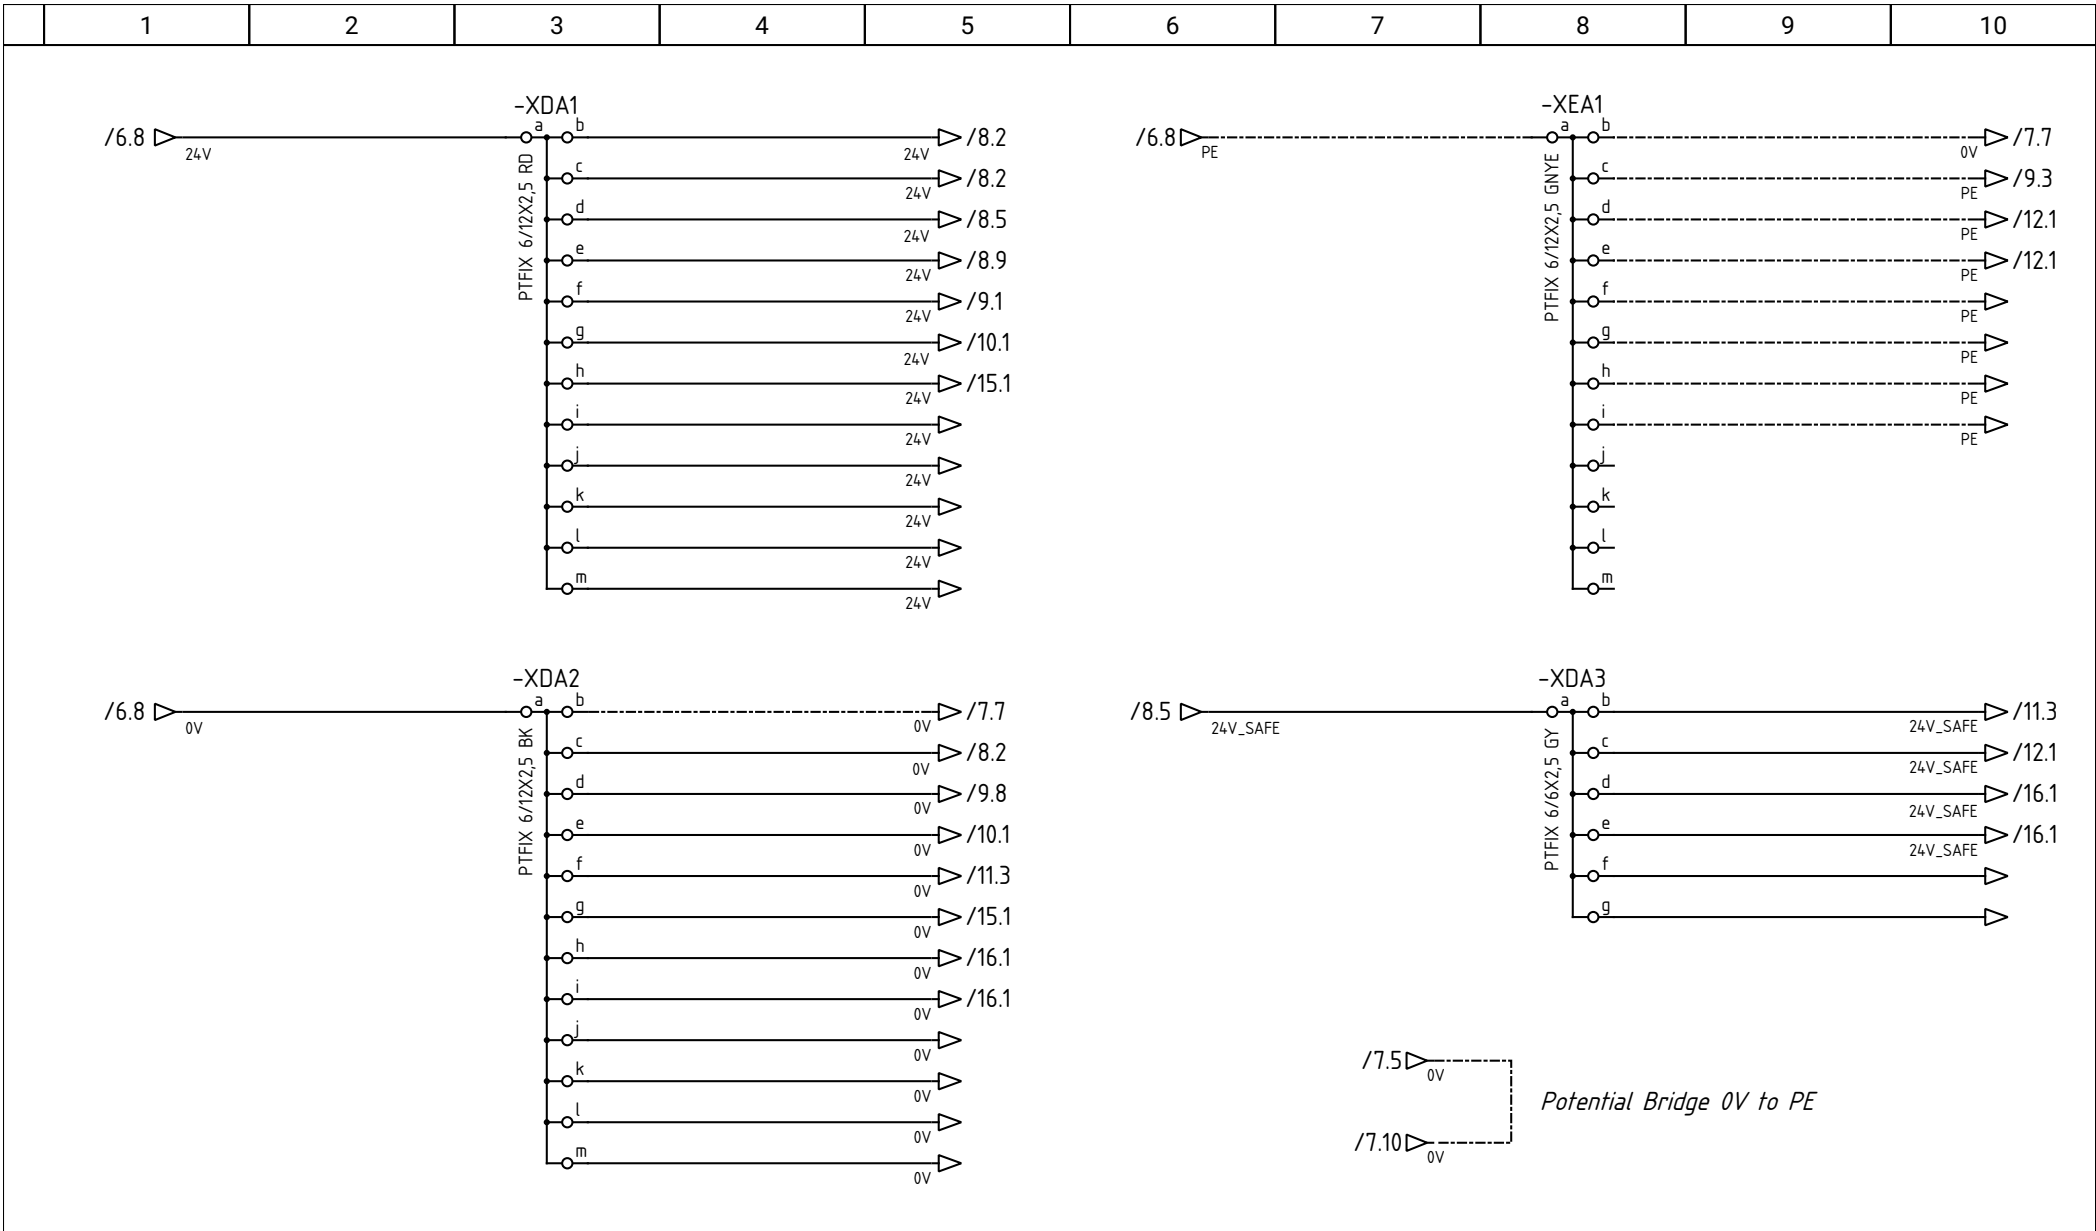 1 2 3 4 5 6 7 8 9 10
-XDA1
/6.8
24V
a
PTFIX 6/12X2,5 RD
b 24V /8.2
c 24V /8.2
d 24V /8.5
e 24V /8.9
f 24V /9.1
g 24V /10.1
h 24V /15.1
i 24V
j 24V
k 24V
l 24V
m 24V
-XEA1
/6.8
PE
a
PTFIX 6/12X2,5 GNYE
b 0V /7.7
c PE /9.3
d PE /12.1
e PE /12.1
f PE
g PE
h PE
i PE
j
k
l
m
-XDA2
/6.8
0V
a
PTFIX 6/12X2,5 BK
b 0V /7.7
c 0V /8.2
d 0V /9.8
e 0V /10.1
f 0V /11.3
g 0V /15.1
h 0V /16.1
i 0V /16.1
j 0V
k 0V
l 0V
m 0V
-XDA3
/8.5
24V_SAFE
a
PTFIX 6/6X2,5 GY
b 24V_SAFE /11.3
c 24V_SAFE /12.1
d 24V_SAFE /16.1
e 24V_SAFE /16.1
f
g
/7.5
0V
Potential Bridge 0V to PE
/7.10
0V